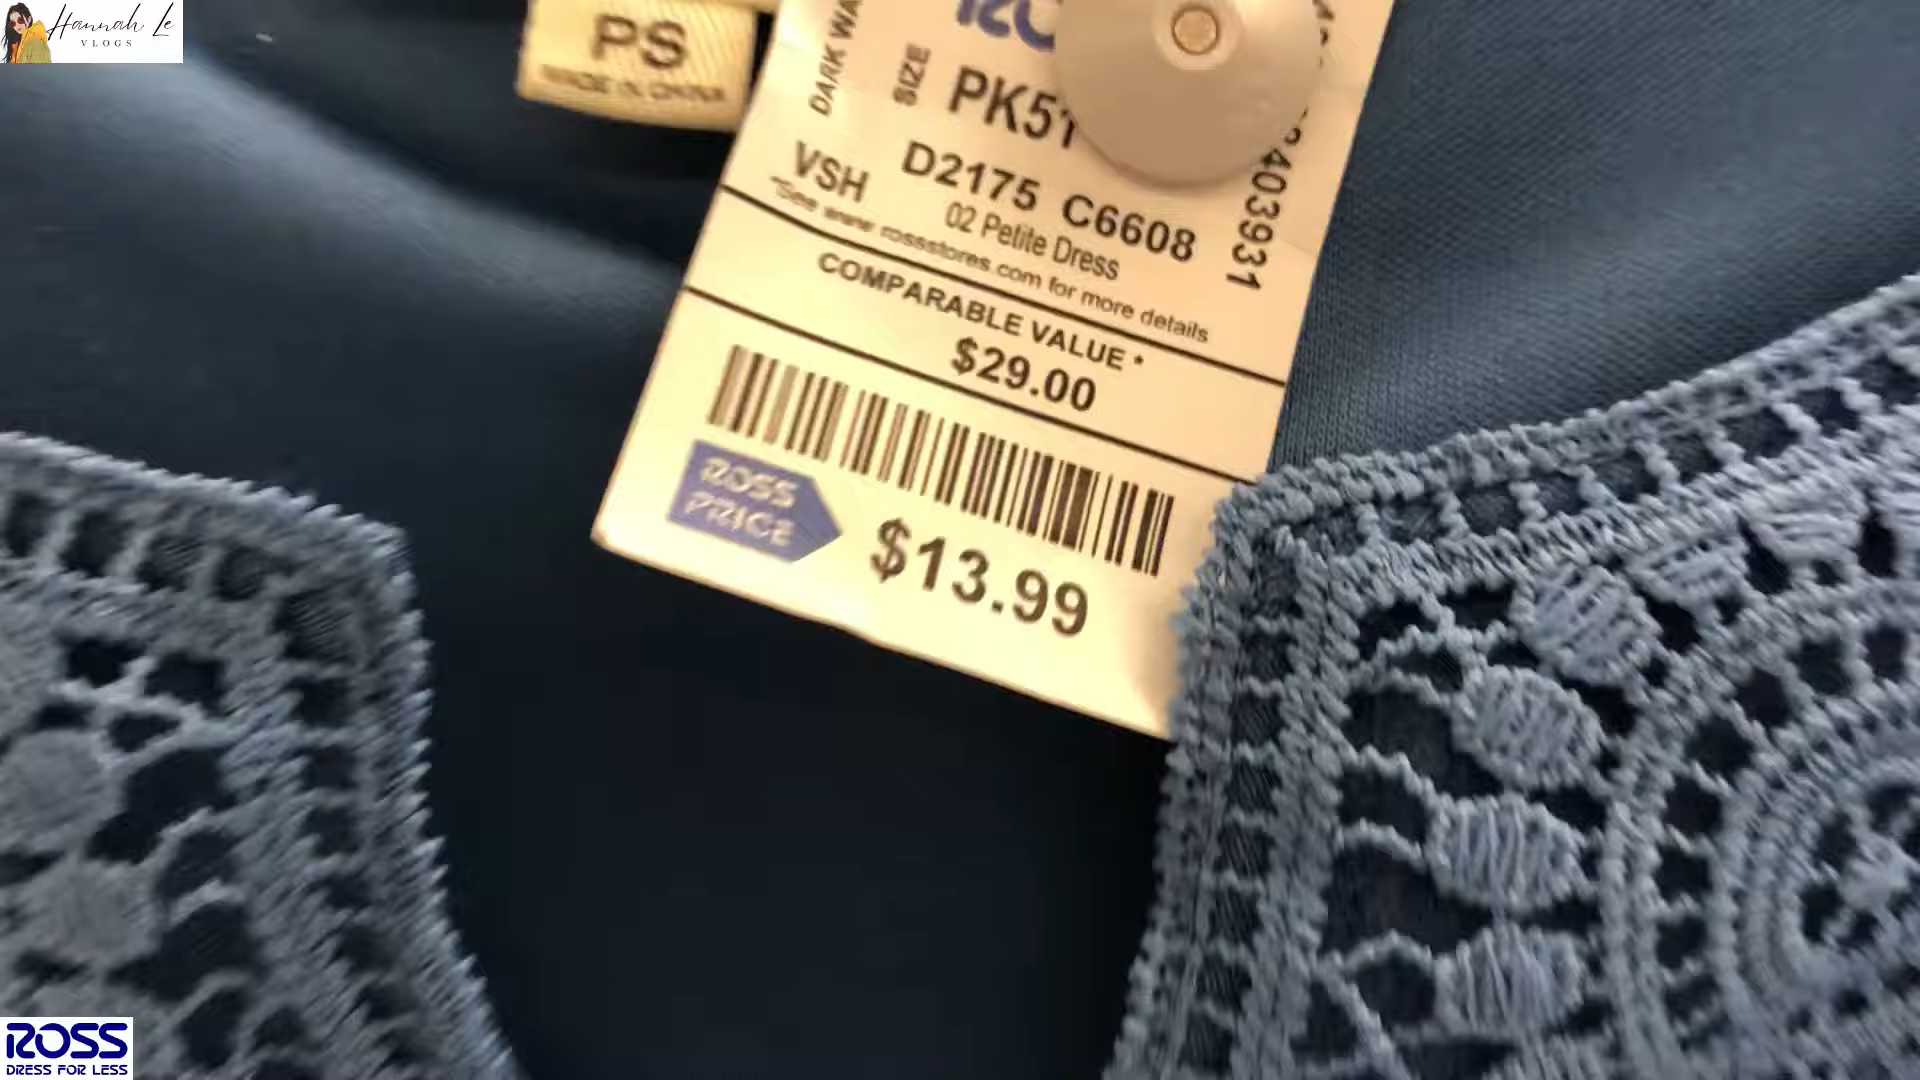 Hannah Le
VLOGS
PS
MADE IN CHINA
DARK WA
SIZE
PK51
VSH
D2175 C6608
02 Petite Dress
*See www rossstores.com for more details
403931
COMPARABLE VALUE *
$29.00
ROSS
PRICE
$13.99
ROSS
DRESS FOR LESS